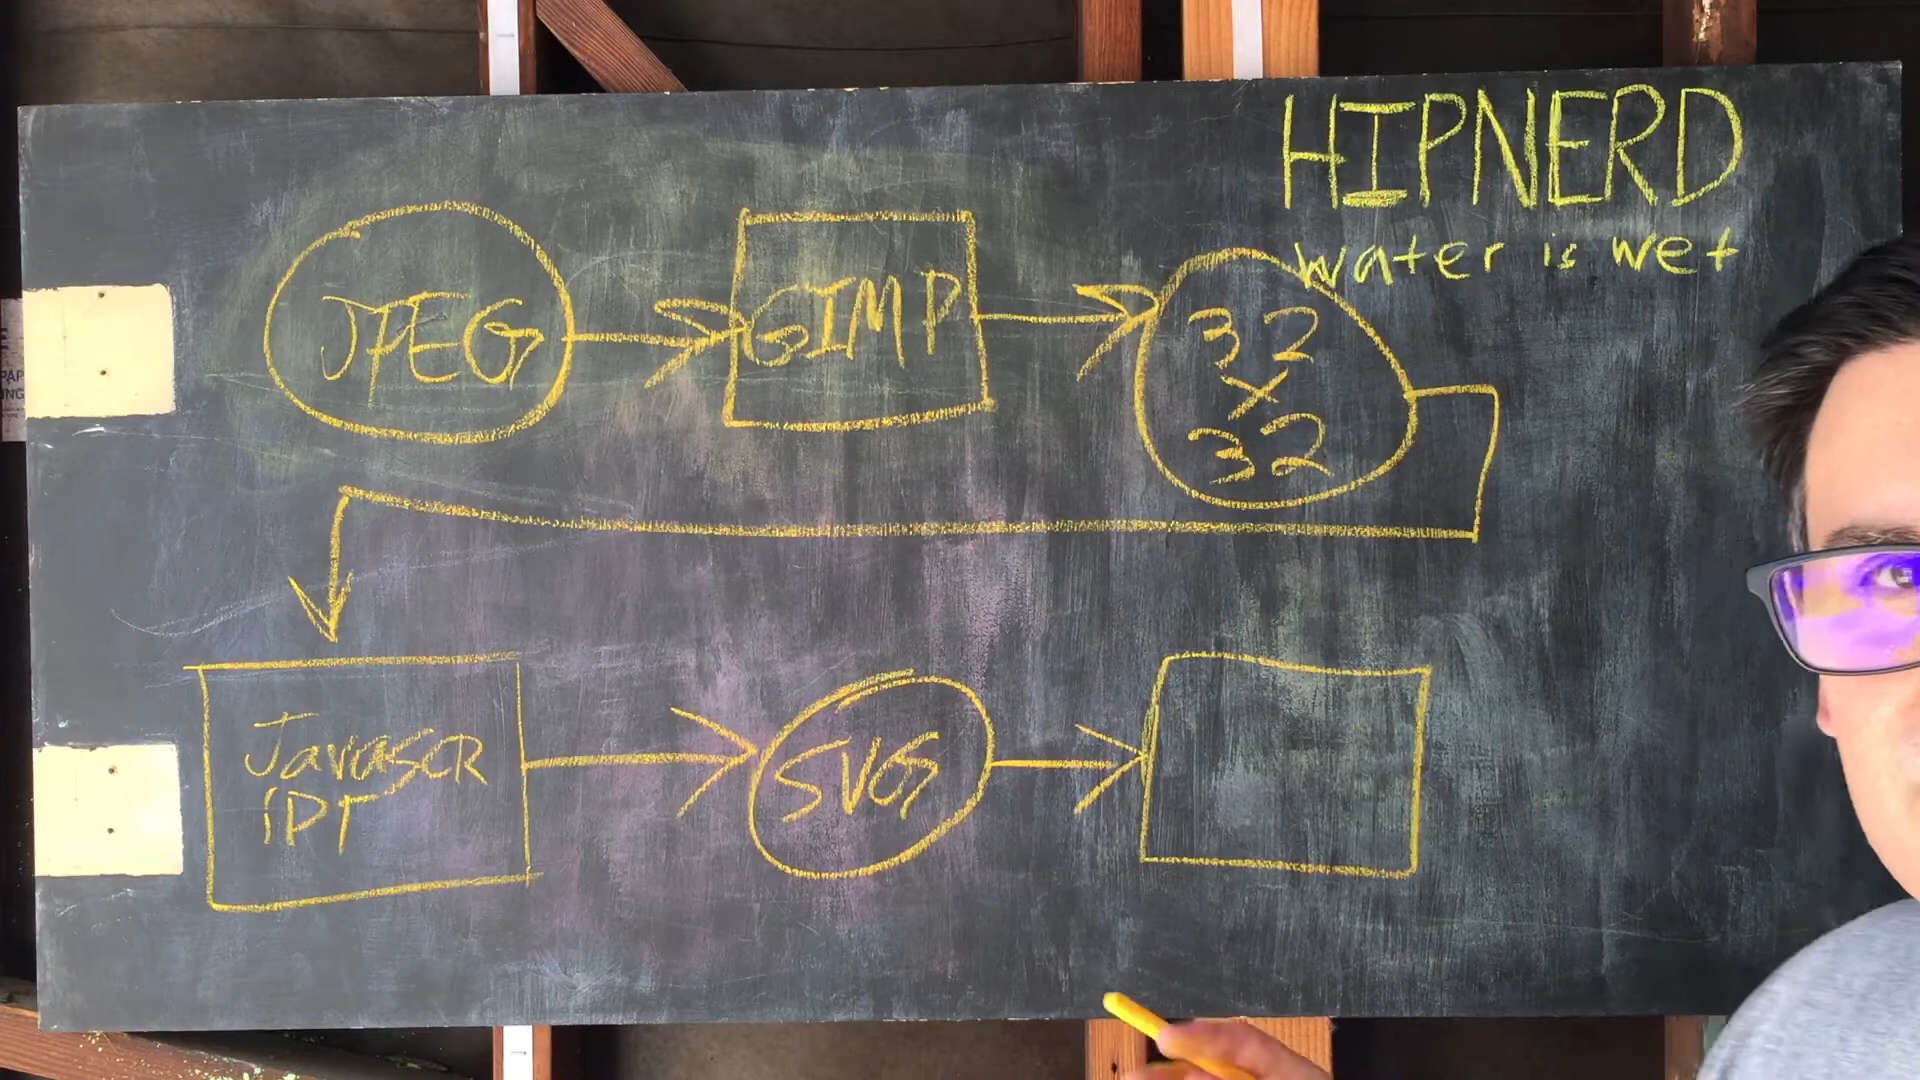 HIPNERD
water is wet
JPEG
GIMP
32
X
32
Javascr
ipt
SVGS